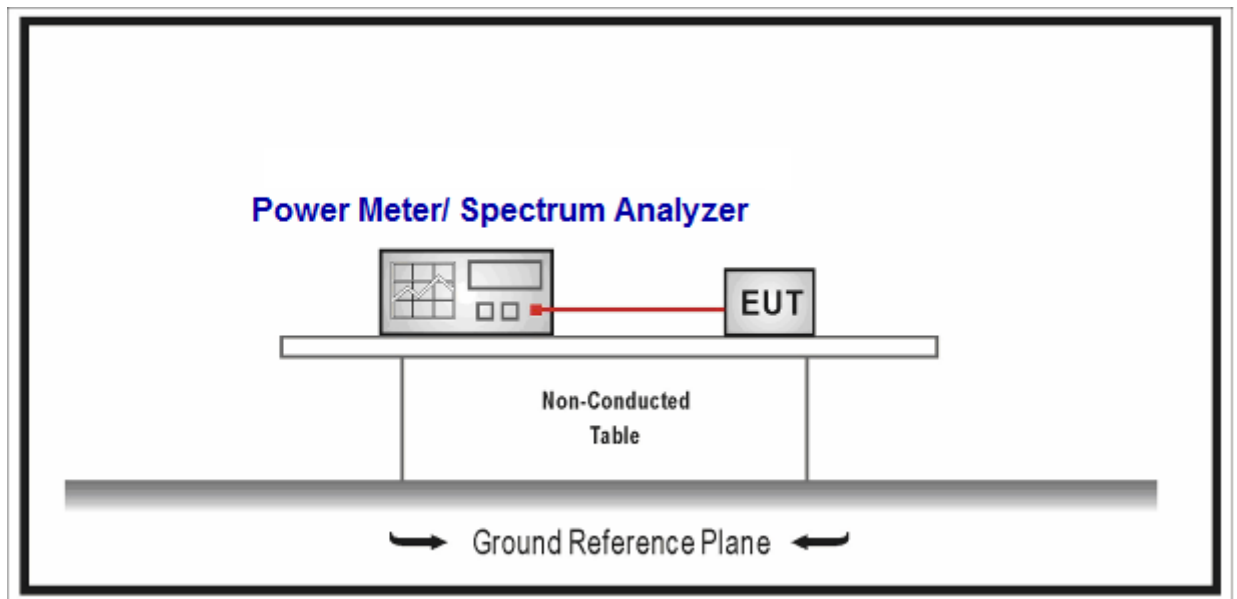 Power Meter/ Spectrum Analyzer
EUT
Non-Conducted
Table
Ground Reference Plane